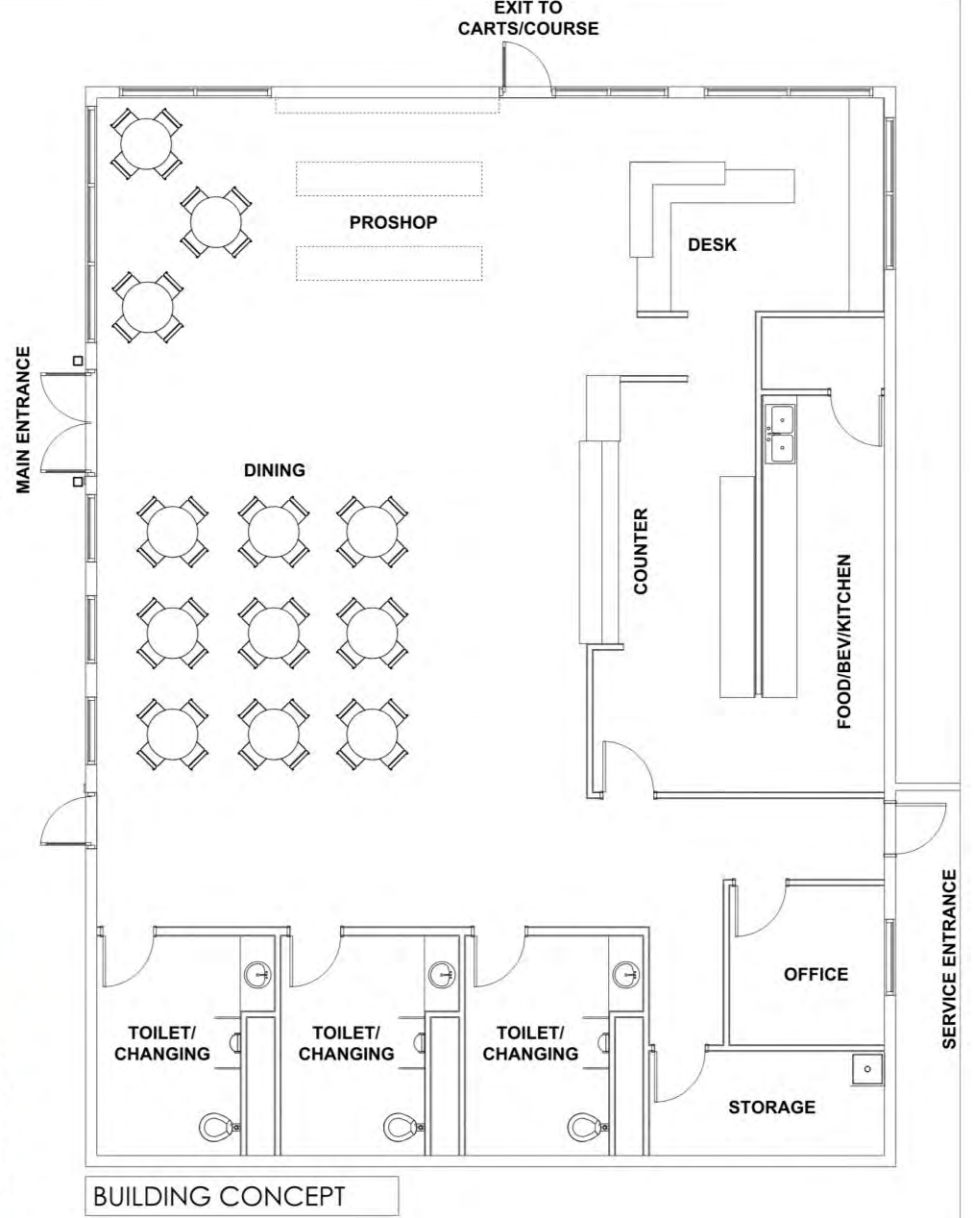 EXIT TO
CARTS/COURSE
PROSHOP
DESK
MAIN ENTRANCE
DINING
COUNTER
FOOD/BEV/KITCHEN
SERVICE ENTRANCE
OFFICE
TOILET/
CHANGING
TOILET/
CHANGING
TOILET/
CHANGING
STORAGE
BUILDING CONCEPT